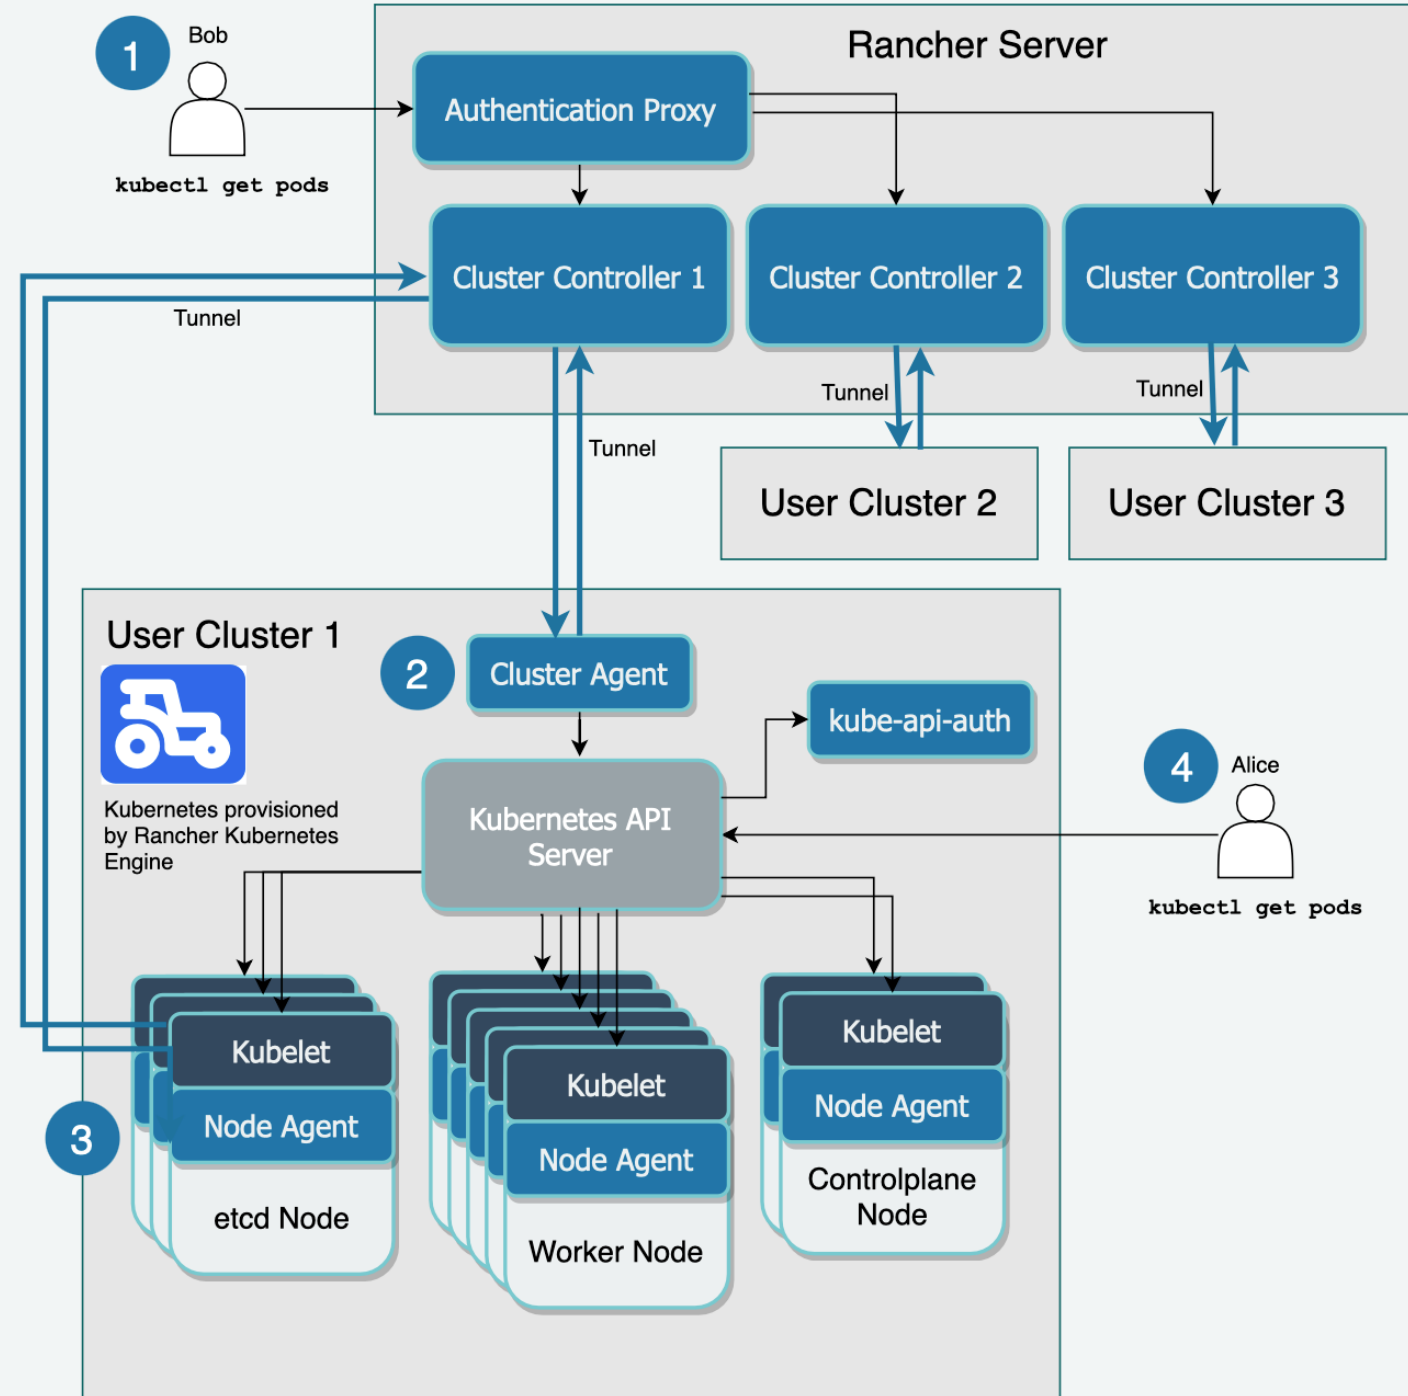 1
Bob
kubectl get pods
Rancher Server
Authentication Proxy
Cluster Controller 1
Cluster Controller 2
Cluster Controller 3
Tunnel
Tunnel
Tunnel
Tunnel
User Cluster 2
User Cluster 3
User Cluster 1
2
Cluster Agent
kube-api-auth
Kubernetes provisioned
by Rancher Kubernetes
Engine
Kubernetes API
Server
4
Alice
kubectl get pods
3
Kubelet
Node Agent
etcd Node
Kubelet
Node Agent
Worker Node
Kubelet
Node Agent
Controlplane
Node